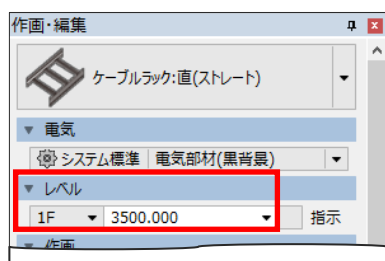 作画・編集
ケーブルラック:直(ストレート)
電気
システム標準 電気部材(黒背景)
レベル
1F 3500.000 指示
作画